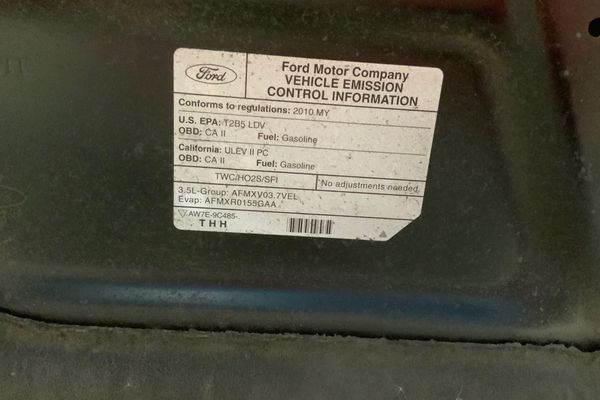 Ford
Ford Motor Company
VEHICLE EMISSION
CONTROL INFORMATION
Conforms to regulations: 2010 MY
U.S. EPA: T2B5 LDV
OBD: CA II Fuel: Gasoline
California: ULEV II PC
OBD: CA II Fuel: Gasoline
TWC/HO2S/SFI No adjustments needed.
3.5L-Group: AFMXV03.7VEL
Evap: AFMXR0155GAA
AW7E-9C485-
THH